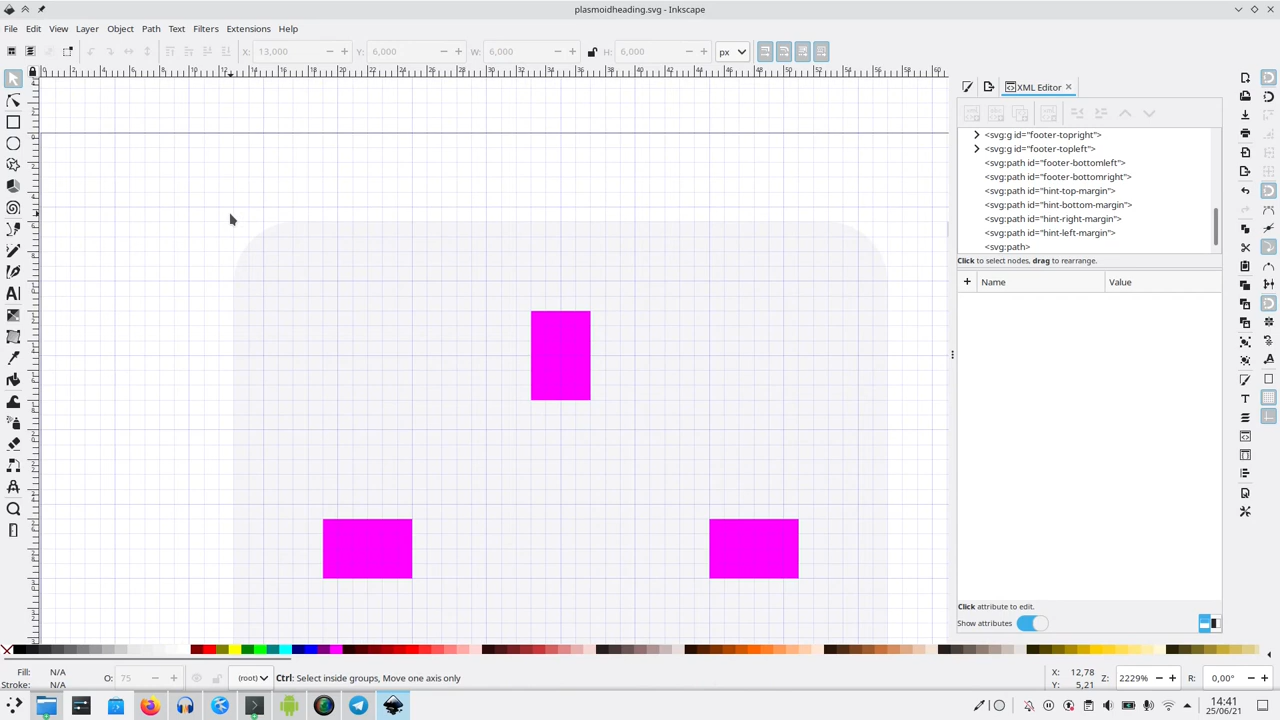 plasmoidheading.svg - Inkscape
File Edit View Layer Object Path Text Filters Extensions Help
X: 13,000 Y: 6,000 W: 6,000 H: 6,000 px
XML Editor
<svg:g id="footer-topright">
<svg:g id="footer-topleft">
<svg:path id="footer-bottomleft">
<svg:path id="footer-bottomright">
<svg:path id="hint-top-margin">
<svg:path id="hint-bottom-margin">
<svg:path id="hint-right-margin">
<svg:path id="hint-left-margin">
<svg:path>
Click to select nodes, drag to rearrange.
Name Value
Click attribute to edit.
Show attributes
Fill: N/A
Stroke: N/A
O: 75
(root)
Ctrl: Select inside groups, Move one axis only
X: 12,78
Y: 5,21
Z: 2229%
R: 0,00°
14:41
25/06/21